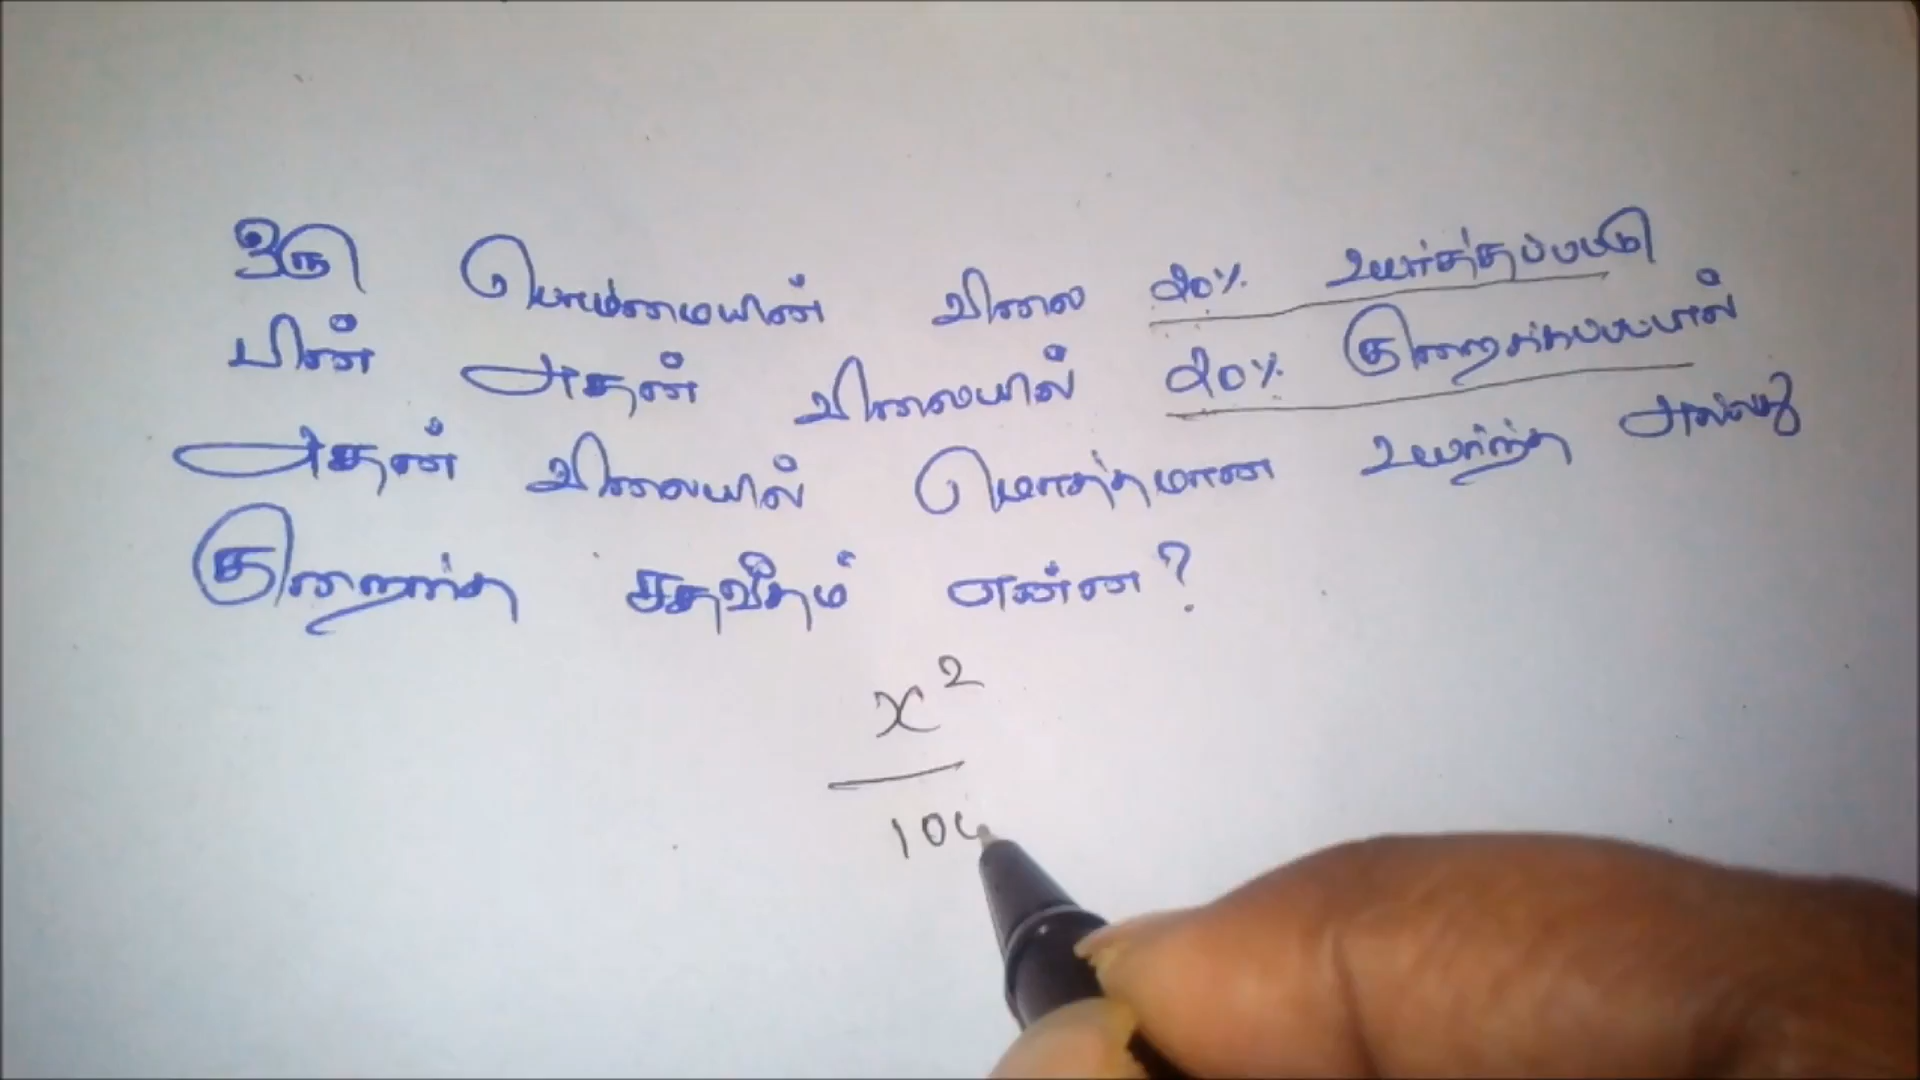 ஒரு பொம்மையின் விலை 20% உயர்த்தப்பட்டு
பின் அதன் விலையில் 20% குறைக்கப்பட்டால்
அதன் விலையில் மொத்தமான உயர்ந்த அல்லது
குறைந்த சதவீதம் என்ன?
x²
100